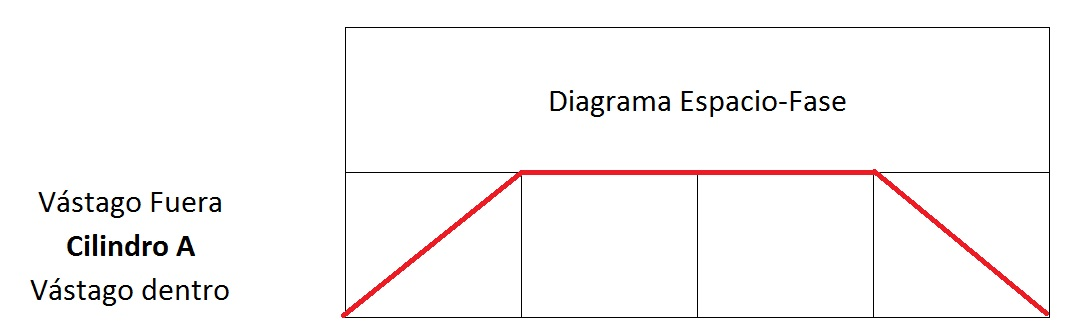 Diagrama Espacio-Fase
Vástago Fuera
Cilindro A
Vástago dentro